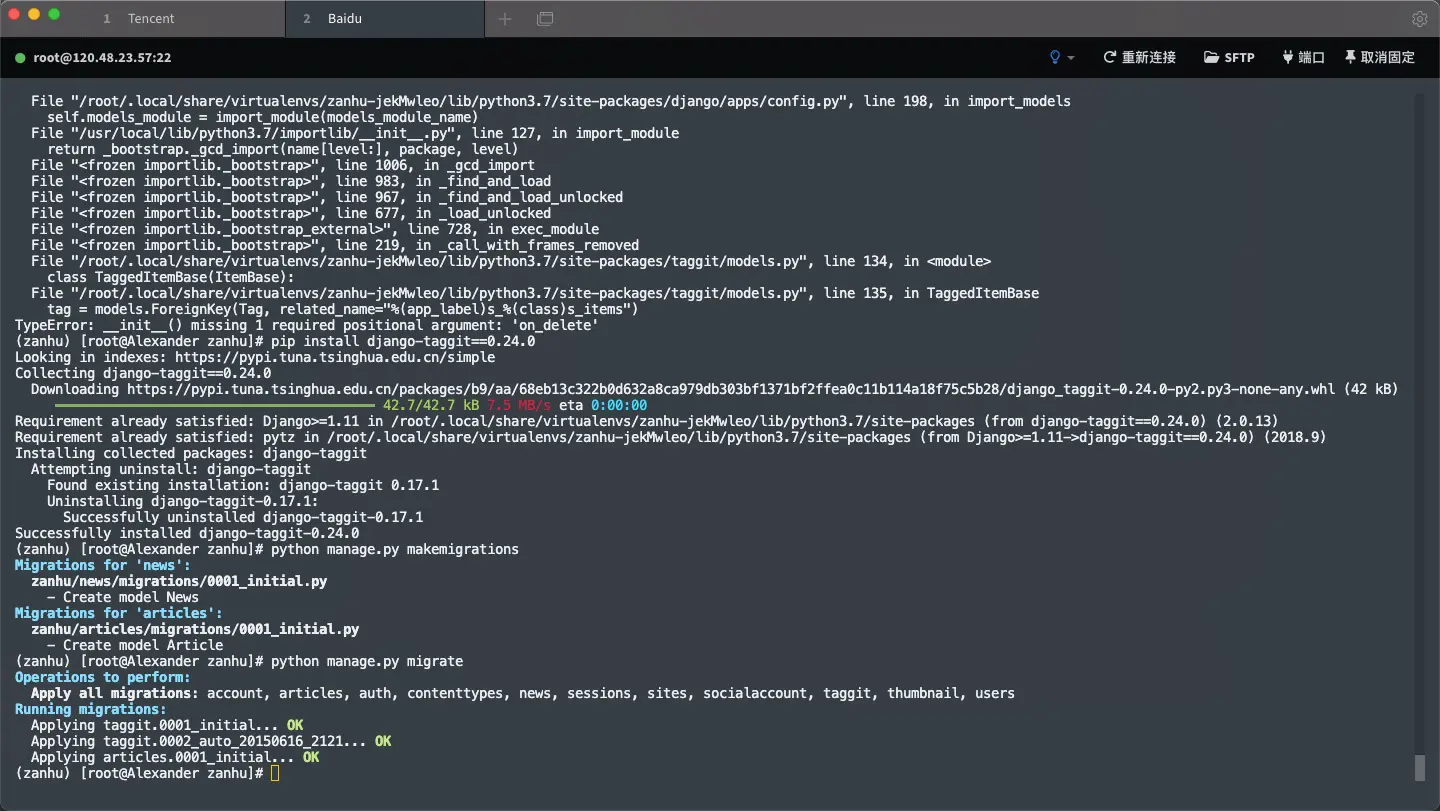 1 Tencent 2 Baidu
root@120.48.23.57:22 重新连接 SFTP 端口 取消固定
File "/root/.local/share/virtualenvs/zanhu-jekMwleo/lib/python3.7/site-packages/django/apps/config.py", line 198, in import_models
self.models_module = import_module(models_module_name)
File "/usr/local/lib/python3.7/importlib/__init__.py", line 127, in import_module
return _bootstrap._gcd_import(name[level:], package, level)
File "<frozen importlib._bootstrap>", line 1006, in _gcd_import
File "<frozen importlib._bootstrap>", line 983, in _find_and_load
File "<frozen importlib._bootstrap>", line 967, in _find_and_load_unlocked
File "<frozen importlib._bootstrap>", line 677, in _load_unlocked
File "<frozen importlib._bootstrap_external>", line 728, in exec_module
File "<frozen importlib._bootstrap>", line 219, in _call_with_frames_removed
File "/root/.local/share/virtualenvs/zanhu-jekMwleo/lib/python3.7/site-packages/taggit/models.py", line 134, in <module>
class TaggedItemBase(ItemBase):
File "/root/.local/share/virtualenvs/zanhu-jekMwleo/lib/python3.7/site-packages/taggit/models.py", line 135, in TaggedItemBase
tag = models.ForeignKey(Tag, related_name="%(app_label)s_%(class)s_items")
TypeError: __init__() missing 1 required positional argument: 'on_delete'
(zanhu) [root@Alexander zanhu]# pip install django-taggit==0.24.0
Looking in indexes: https://pypi.tuna.tsinghua.edu.cn/simple
Collecting django-taggit==0.24.0
Downloading https://pypi.tuna.tsinghua.edu.cn/packages/b9/aa/68eb13c322b0d632a8ca979db303bf1371bf2ffea0c11b114a18f75c5b28/django_taggit-0.24.0-py2.py3-none-any.whl (42 kB)
42.7/42.7 kB 7.5 MB/s eta 0:00:00
Requirement already satisfied: Django>=1.11 in /root/.local/share/virtualenvs/zanhu-jekMwleo/lib/python3.7/site-packages (from django-taggit==0.24.0) (2.0.13)
Requirement already satisfied: pytz in /root/.local/share/virtualenvs/zanhu-jekMwleo/lib/python3.7/site-packages (from Django>=1.11->django-taggit==0.24.0) (2018.9)
Installing collected packages: django-taggit
Attempting uninstall: django-taggit
Found existing installation: django-taggit 0.17.1
Uninstalling django-taggit-0.17.1:
Successfully uninstalled django-taggit-0.17.1
Successfully installed django-taggit-0.24.0
(zanhu) [root@Alexander zanhu]# python manage.py makemigrations
Migrations for 'news':
zanhu/news/migrations/0001_initial.py
- Create model News
Migrations for 'articles':
zanhu/articles/migrations/0001_initial.py
- Create model Article
(zanhu) [root@Alexander zanhu]# python manage.py migrate
Operations to perform:
Apply all migrations: account, articles, auth, contenttypes, news, sessions, sites, socialaccount, taggit, thumbnail, users
Running migrations:
Applying taggit.0001_initial... OK
Applying taggit.0002_auto_20150616_2121... OK
Applying articles.0001_initial... OK
(zanhu) [root@Alexander zanhu]#